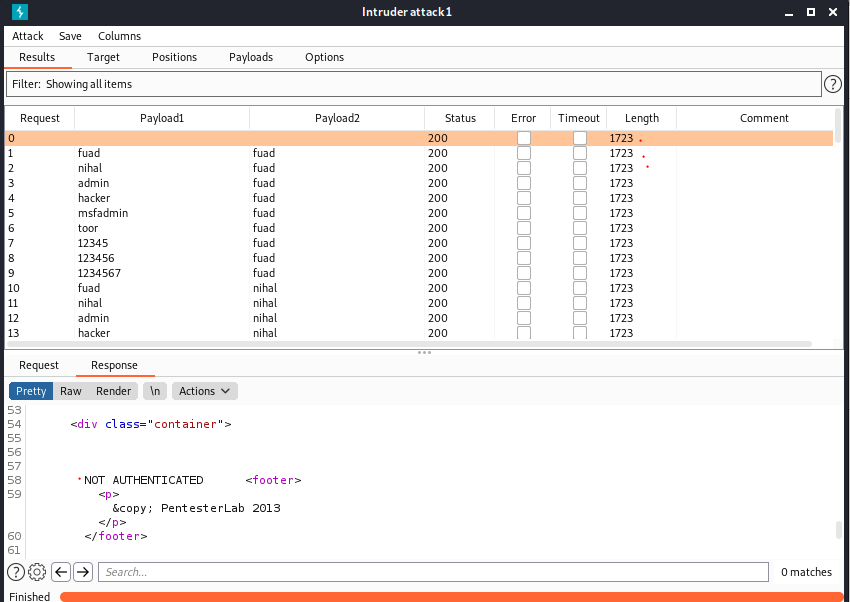 Intruder attack1
Attack Save Columns
Results Target Positions Payloads Options
Filter: Showing all items ?
Request Payload1 Payload2 Status Error Timeout Length Comment
0 200 1723
1 fuad fuad 200 1723
2 nihal fuad 200 1723
3 admin fuad 200 1723
4 hacker fuad 200 1723
5 msfadmin fuad 200 1723
6 toor fuad 200 1723
7 12345 fuad 200 1723
8 123456 fuad 200 1723
9 1234567 fuad 200 1723
10 fuad nihal 200 1723
11 nihal nihal 200 1723
12 admin nihal 200 1723
13 hacker nihal 200 1723
Request Response
Pretty Raw Render \n Actions
53
54 <div class="container">
55
56
57
58 NOT AUTHENTICATED <footer>
59 <p>
&copy; PentesterLab 2013
</p>
60 </footer>
61
? Search... 0 matches
Finished